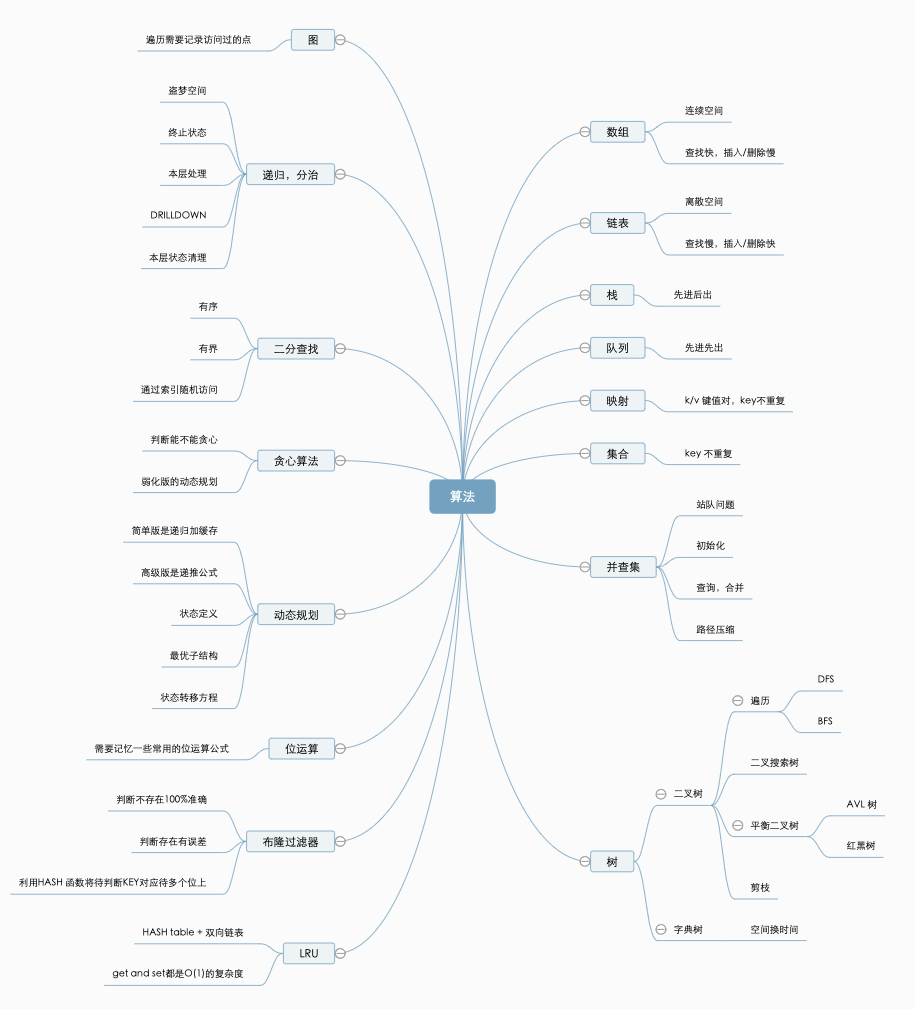 算法
数组
连续空间
查找快，插入/删除慢
链表
离散空间
查找慢，插入/删除快
栈
先进后出
队列
先进先出
映射
k/v 键值对，key不重复
集合
key 不重复
并查集
站队问题
初始化
查询，合并
路径压缩
树
二叉树
遍历
DFS
BFS
二叉搜索树
平衡二叉树
AVL 树
红黑树
剪枝
字典树
空间换时间
图
遍历需要记录访问过的点
递归，分治
盗梦空间
终止状态
本层处理
DRILLDOWN
本层状态清理
二分查找
有序
有界
通过索引随机访问
贪心算法
判断能不能贪心
弱化版的动态规划
动态规划
简单版是递归加缓存
高级版是递推公式
状态定义
最优子结构
状态转移方程
位运算
需要记忆一些常用的位运算公式
布隆过滤器
判断不存在100%准确
判断存在有误差
利用HASH 函数将待判断KEY对应待多个位上
LRU
HASH table + 双向链表
get and set都是O(1)的复杂度